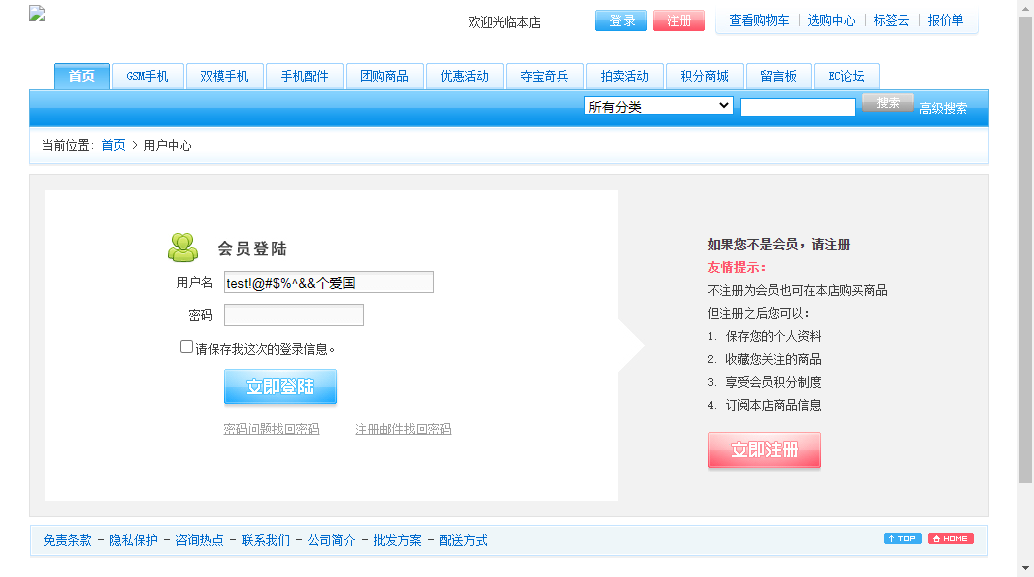 欢迎光临本店
登录 注册 查看购物车 选购中心 标签云 报价单
首页 GSM手机 双模手机 手机配件 团购商品 优惠活动 夺宝奇兵 拍卖活动 积分商城 留言板 EC论坛
所有分类 搜索 高级搜索
当前位置: 首页 > 用户中心
会员登陆
用户名 test!@#$%^&&个爱国
密码
请保存我这次的登录信息。
立即登陆
密码问题找回密码 注册邮件找回密码
如果您不是会员，请注册
友情提示：
不注册为会员也可在本店购买商品
但注册之后您可以：
1. 保存您的个人资料
2. 收藏您关注的商品
3. 享受会员积分制度
4. 订阅本店商品信息
立即注册
免责条款 - 隐私保护 - 咨询热点 - 联系我们 - 公司简介 - 批发方案 - 配送方式
TOP HOME